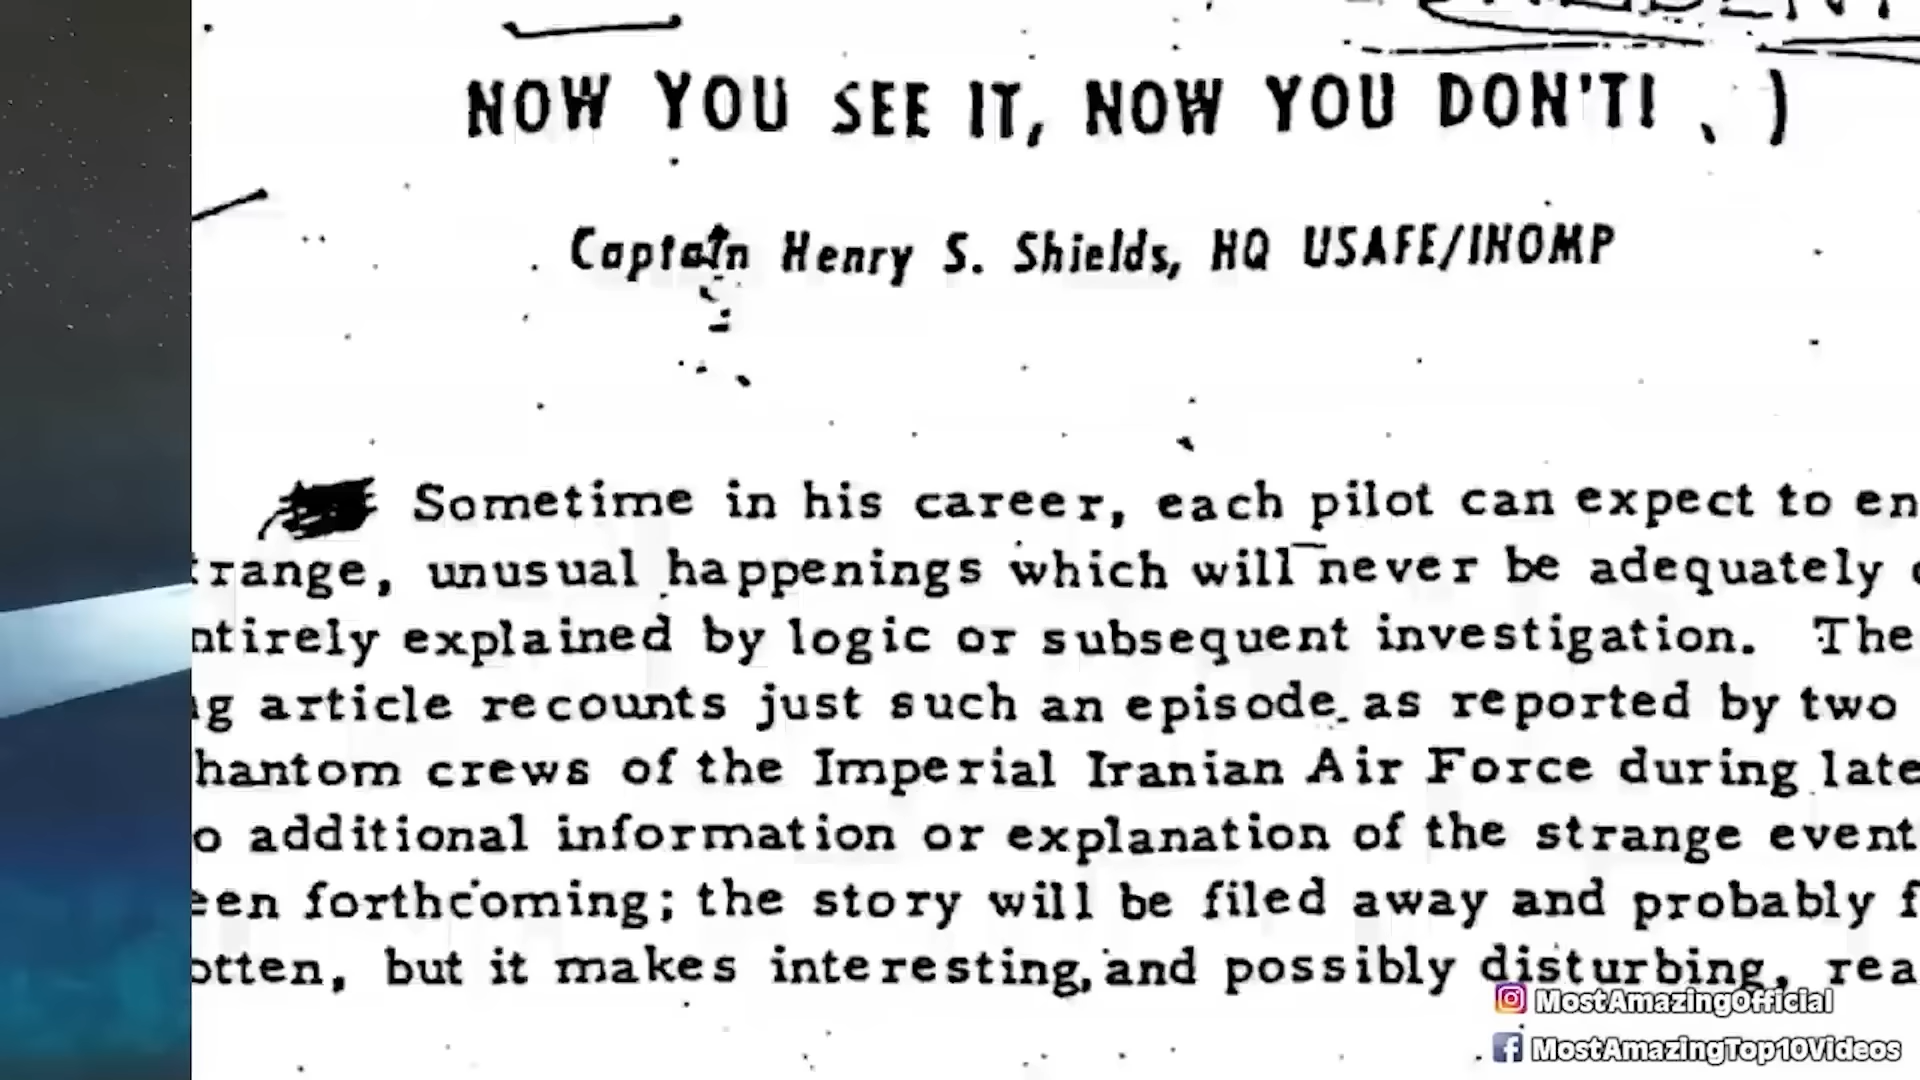 NOW YOU SEE IT, NOW YOU DON'T! . )
Captain Henry S. Shields, HQ USAFE/INOMP
Sometime in his career, each pilot can expect to en
trange, unusual happenings which will never be adequately
ntirely explained by logic or subsequent investigation. The
ng article recounts just such an episode as reported by two
hantom crews of the Imperial Iranian Air Force during late
o additional information or explanation of the strange event
een forthcoming; the story will be filed away and probably f
otten, but it makes interesting, and possibly disturbing, rea
MostAmazingOfficial
MostAmazingTop10Videos